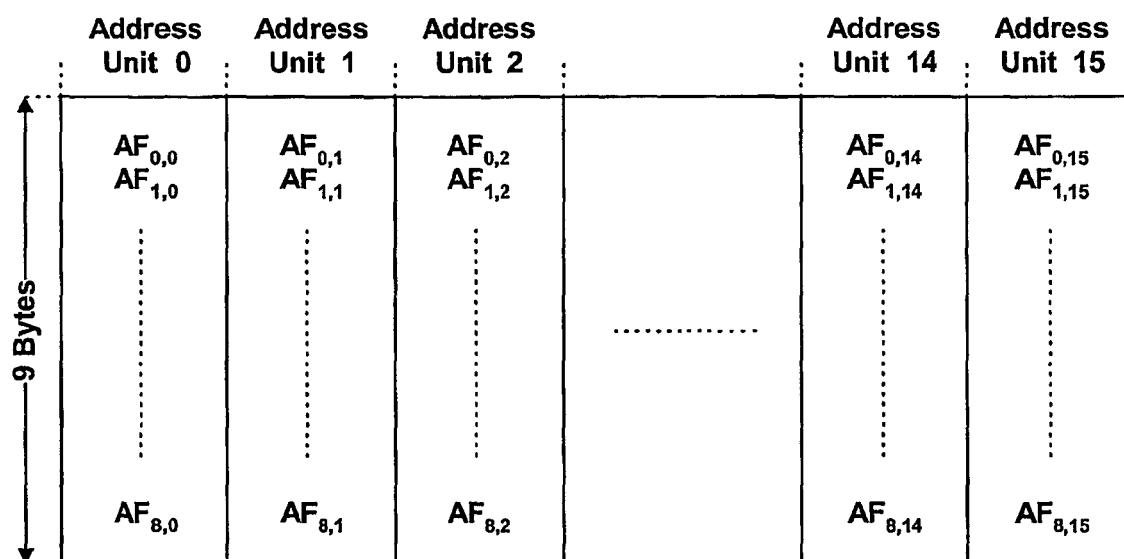 Address Address Address Address Address
Unit 0 Unit 1 Unit 2 Unit 14 Unit 15
AF0,0 AF0,1 AF0,2 AF0,14 AF0,15
AF1,0 AF1,1 AF1,2 AF1,14 AF1,15
9 Bytes
AF8,0 AF8,1 AF8,2 AF8,14 AF8,15